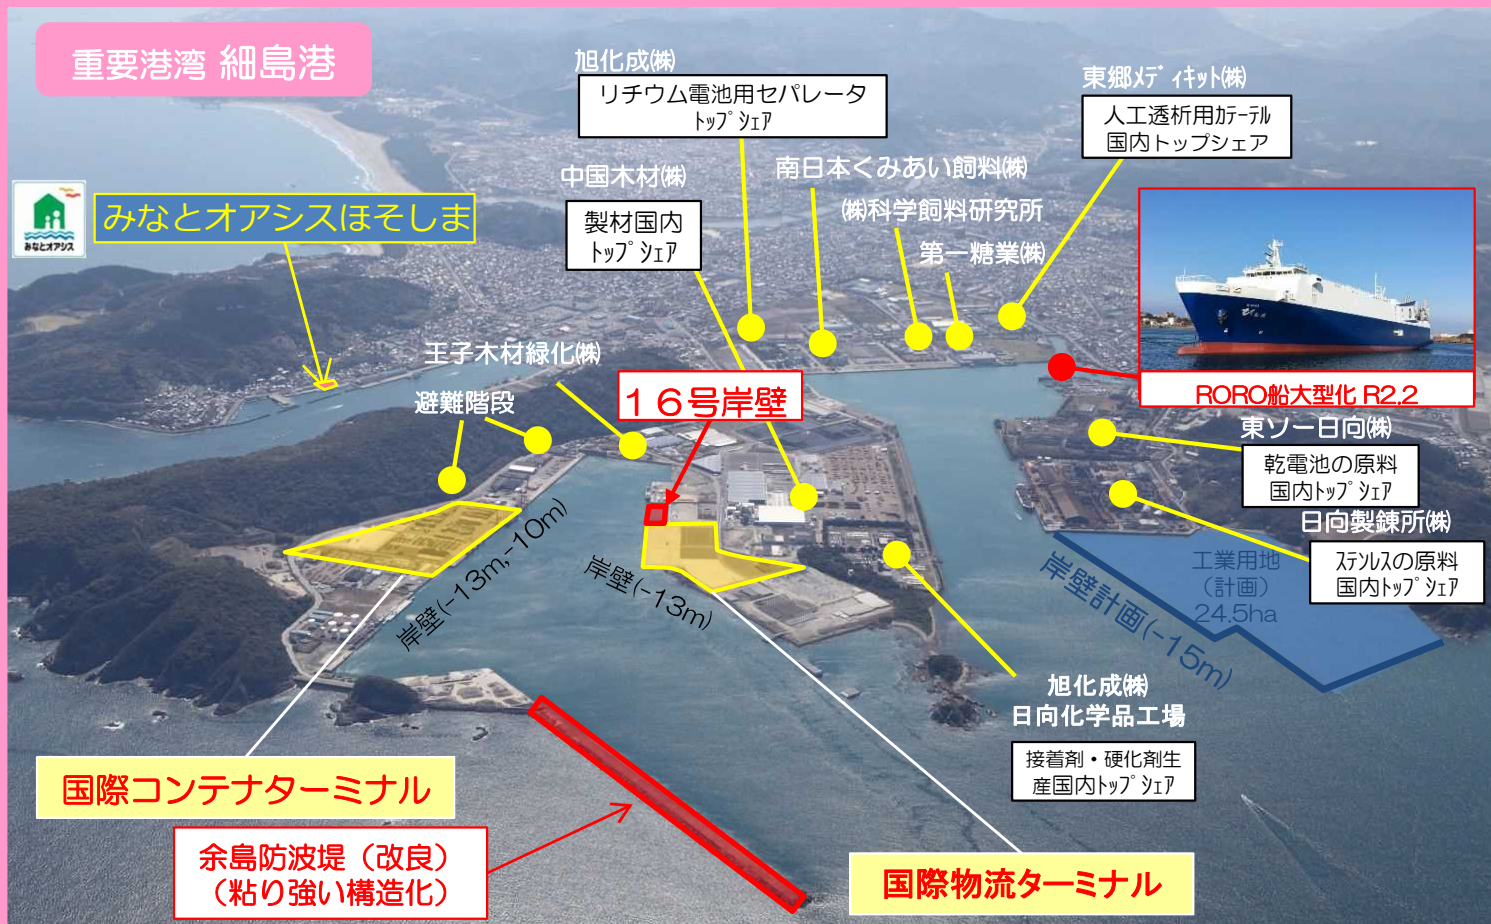 重要港湾 細島港
旭化成㈱
リチウム電池用セパレータ
ﾄｯﾌﾟｼｪｱ
東郷ﾒﾃﾞｨｷｯﾄ㈱
人工透析用ｶﾃｰﾃﾙ
国内トップシェア
中国木材㈱
製材国内
ﾄｯﾌﾟｼｪｱ
南日本くみあい飼料㈱
㈱科学飼料研究所
第一糖業㈱
みなとオアシス
みなとオアシスほそしま
王子木材緑化㈱
避難階段
16号岸壁
RORO船大型化 R2.2
東ソー日向㈱
乾電池の原料
国内ﾄｯﾌﾟｼｪｱ
日向製錬所㈱
ｽﾃﾝﾚｽの原料
国内ﾄｯﾌﾟｼｪｱ
岸壁(-13m,-10m)
岸壁(-13m)
工業用地
（計画）
24.5ha
岸壁計画(-15m)
旭化成㈱
日向化学品工場
接着剤・硬化剤生
産国内ﾄｯﾌﾟｼｪｱ
国際コンテナターミナル
余島防波堤（改良）
（粘り強い構造化）
国際物流ターミナル